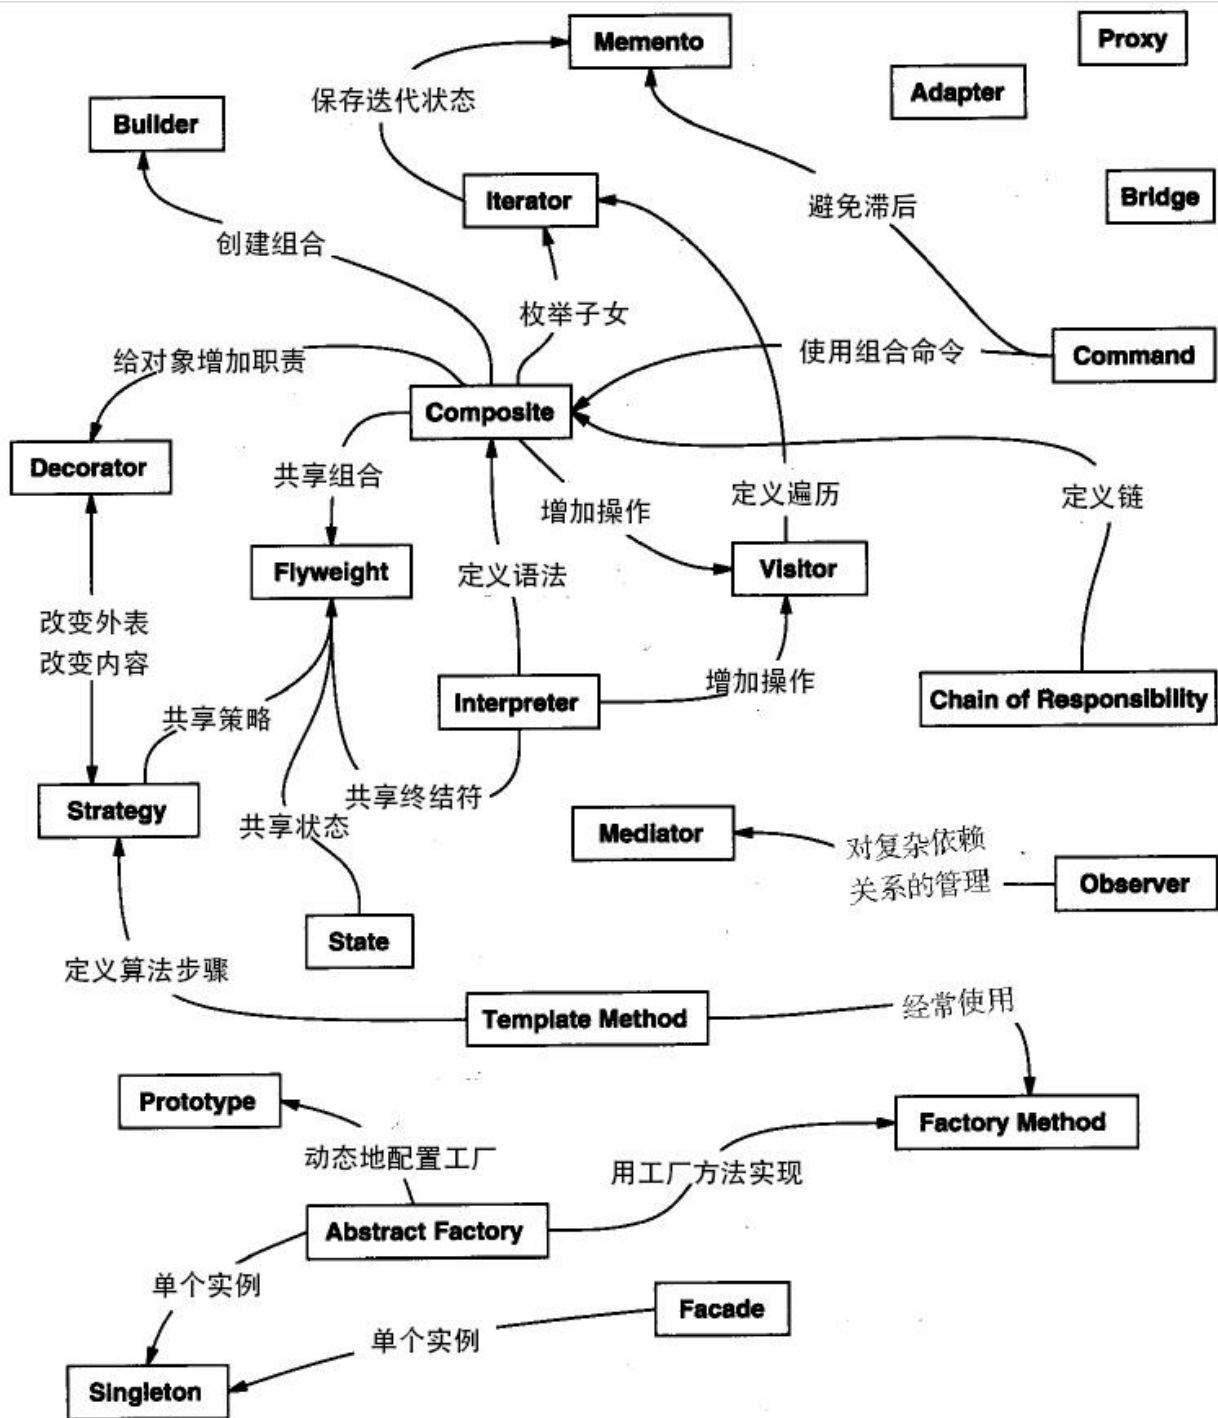 Memento
Proxy
Adapter
保存迭代状态
Builder
Iterator
避免滞后
Bridge
创建组合
枚举子女
给对象增加职责
使用组合命令
Command
Composite
Decorator
共享组合
增加操作
定义遍历
定义链
Flyweight
定义语法
Visitor
改变外表
改变内容
增加操作
共享策略
Interpreter
Chain of Responsibility
Strategy
共享终结符
共享状态
Mediator
对复杂依赖
关系的管理
Observer
State
定义算法步骤
Template Method
经常使用
Prototype
Factory Method
动态地配置工厂
用工厂方法实现
Abstract Factory
单个实例
Facade
单个实例
Singleton